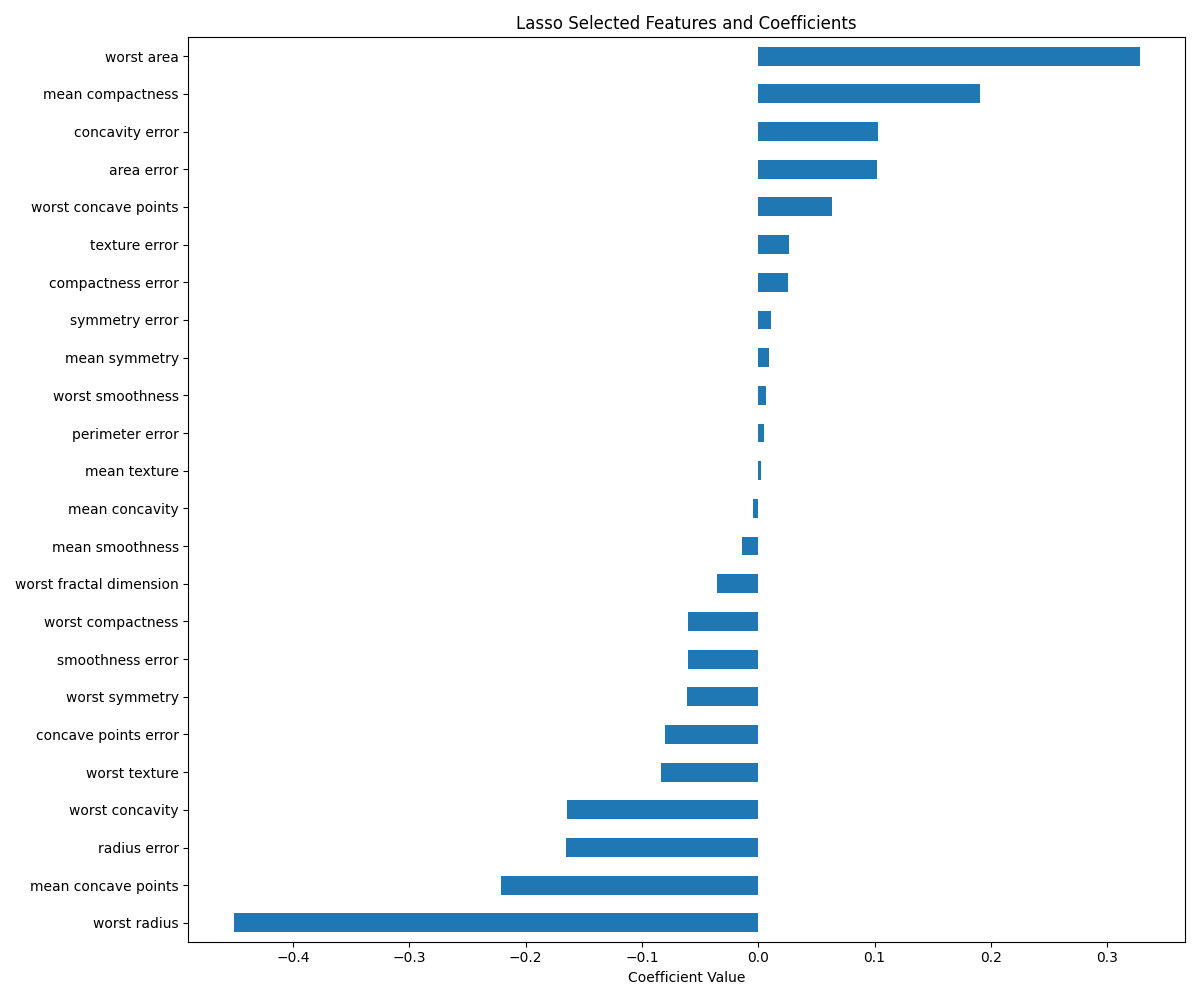 Lasso Selected Features and Coefficients
worst area
mean compactness
concavity error
area error
worst concave points
texture error
compactness error
symmetry error
mean symmetry
worst smoothness
perimeter error
mean texture
mean concavity
mean smoothness
worst fractal dimension
worst compactness
smoothness error
worst symmetry
concave points error
worst texture
worst concavity
radius error
mean concave points
worst radius
−0.4 −0.3 −0.2 −0.1 0.0 0.1 0.2 0.3
Coefficient Value